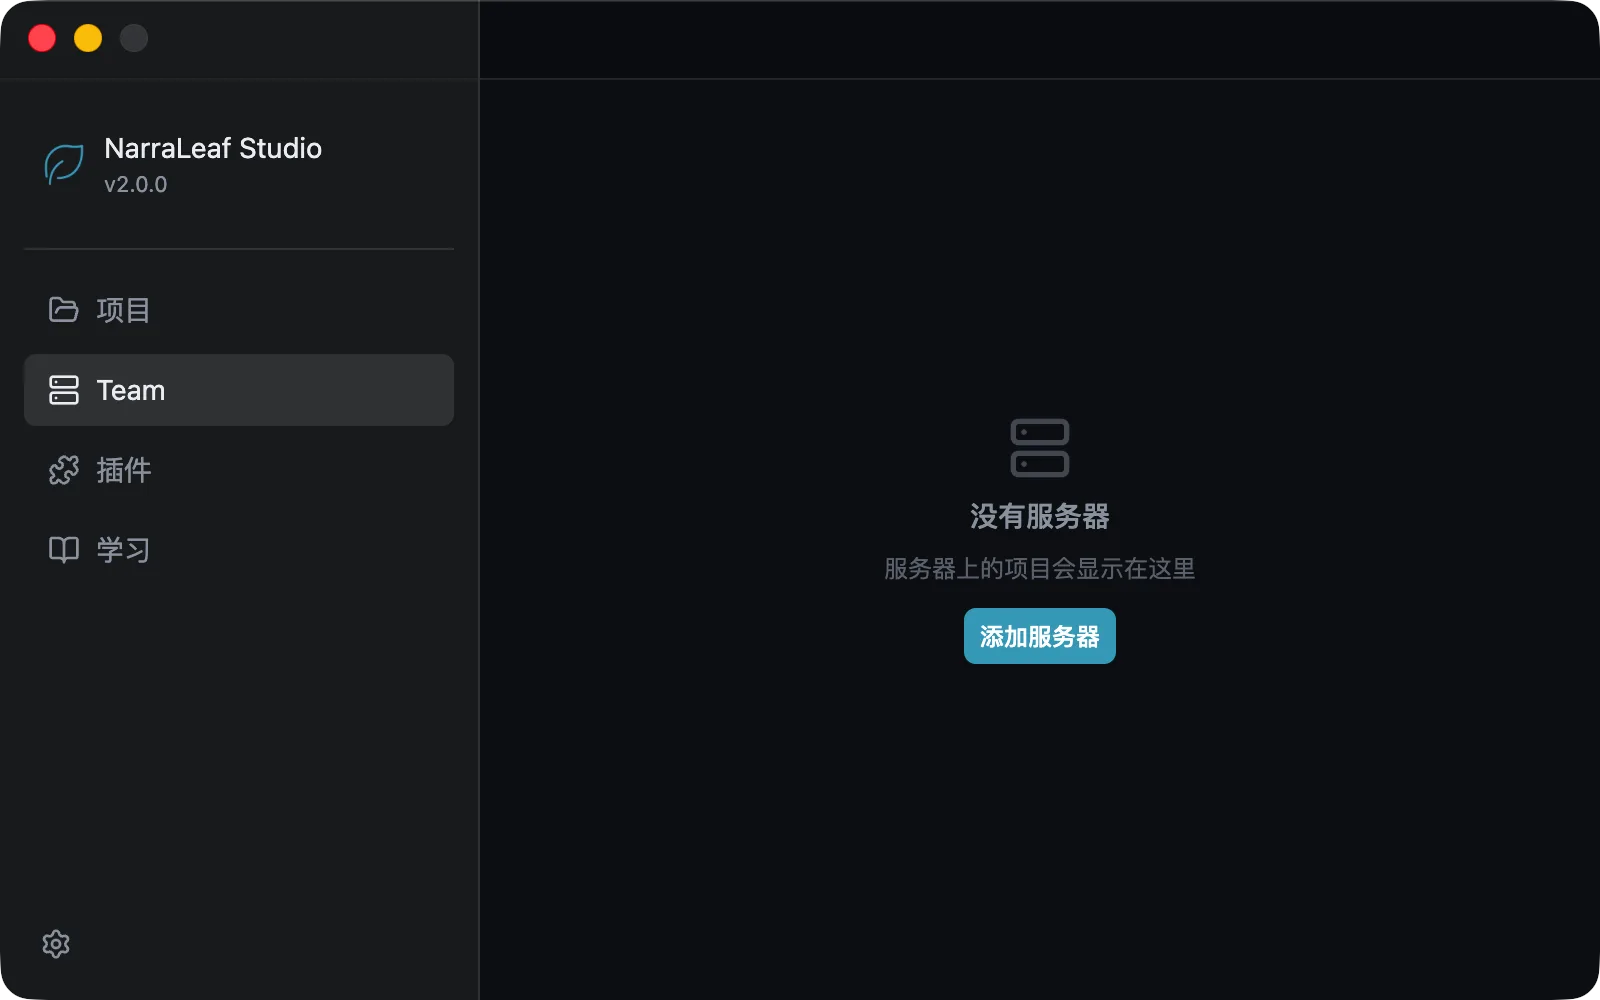 NarraLeaf Studio
v2.0.0
项目
Team
插件
学习
没有服务器
服务器上的项目会显示在这里
添加服务器